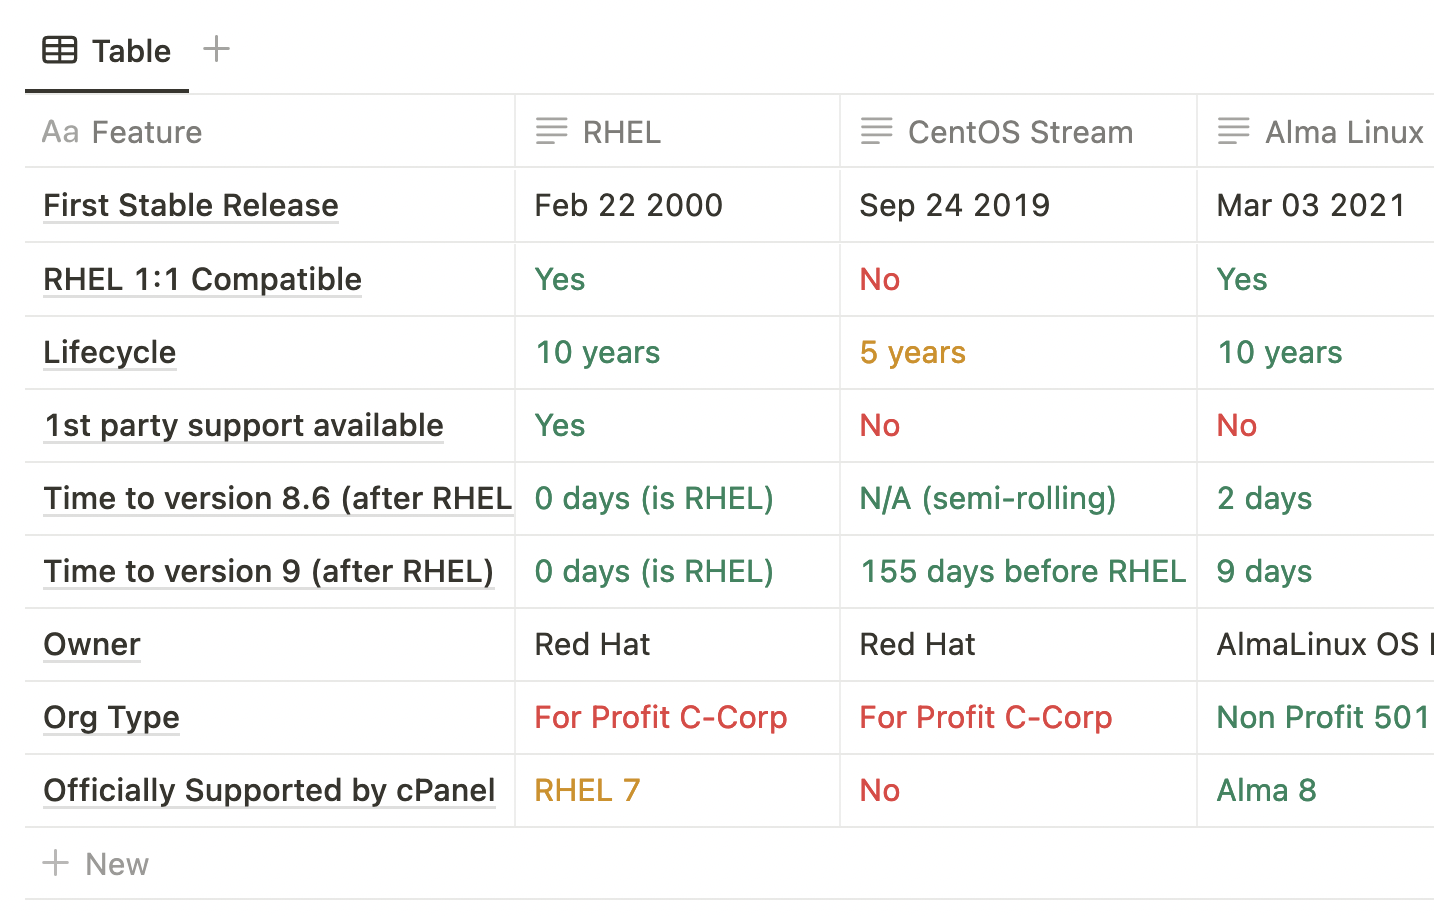 Table
Aa Feature RHEL CentOS Stream Alma Linux
First Stable Release Feb 22 2000 Sep 24 2019 Mar 03 2021
RHEL 1:1 Compatible Yes No Yes
Lifecycle 10 years 5 years 10 years
1st party support available Yes No No
Time to version 8.6 (after RHEL 0 days (is RHEL) N/A (semi-rolling) 2 days
Time to version 9 (after RHEL) 0 days (is RHEL) 155 days before RHEL 9 days
Owner Red Hat Red Hat AlmaLinux OS
Org Type For Profit C-Corp For Profit C-Corp Non Profit 501
Officially Supported by cPanel RHEL 7 No Alma 8
+ New